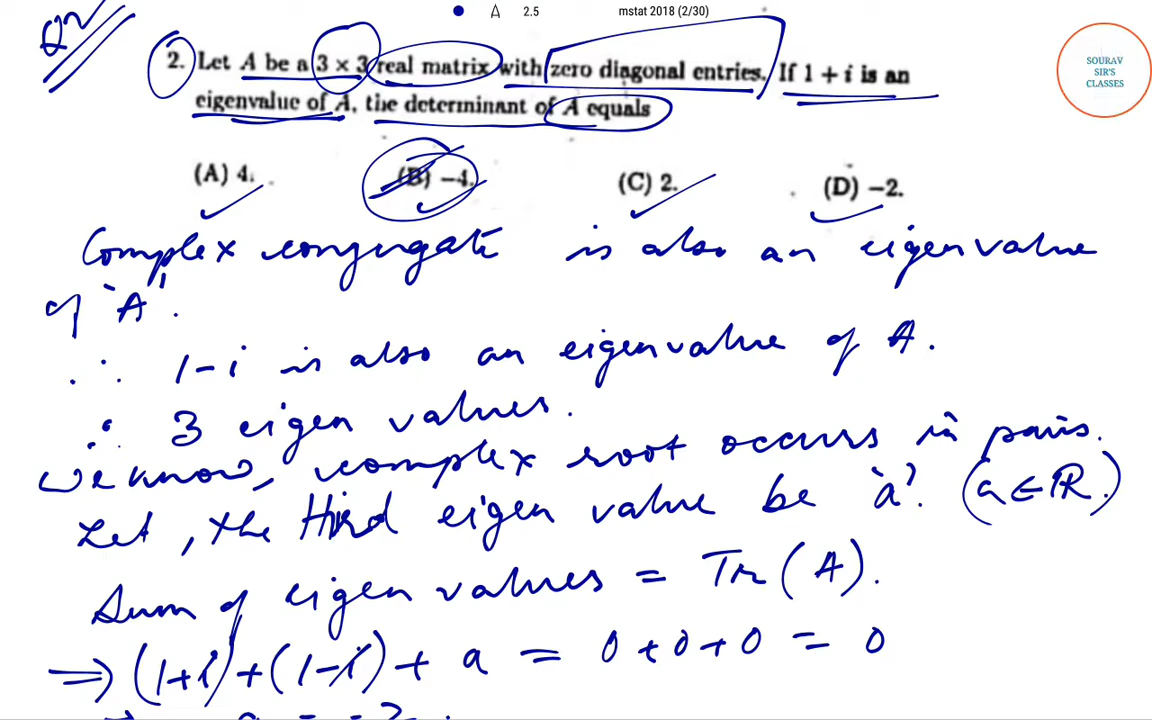 2.5
mstat 2018 (2/30)
SOURAV
SIR'S
CLASSES
2. Let A be a 3 × 3 real matrix with zero diagonal entries. If 1 + i is an
eigenvalue of A, the determinant of A equals
(A) 4. (B) −4. (C) 2. (D) −2.
Complex conjugate is also an eigenvalue
of 'A'.
∴ 1-i is also an eigenvalue of A.
∴ 3 eigen values.
We know, complex root occurs in pairs.
Let, the third eigen value be 'a'. (a ∈ ℝ.)
Sum of eigen values = Tr(A).
⇒ (1+i)+(1-i)+ a = 0+0+0 = 0